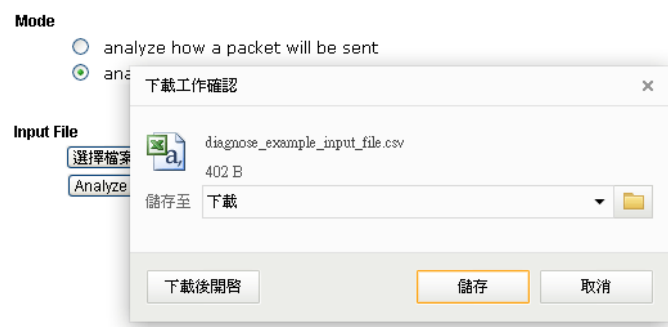 Mode
analyze how a packet will be sent
ana
下載工作確認
Input File
diagnose_example_input_file.csv
選擇檔案
402 B
Analyze
儲存至 下載
下載後開啓 儲存 取消